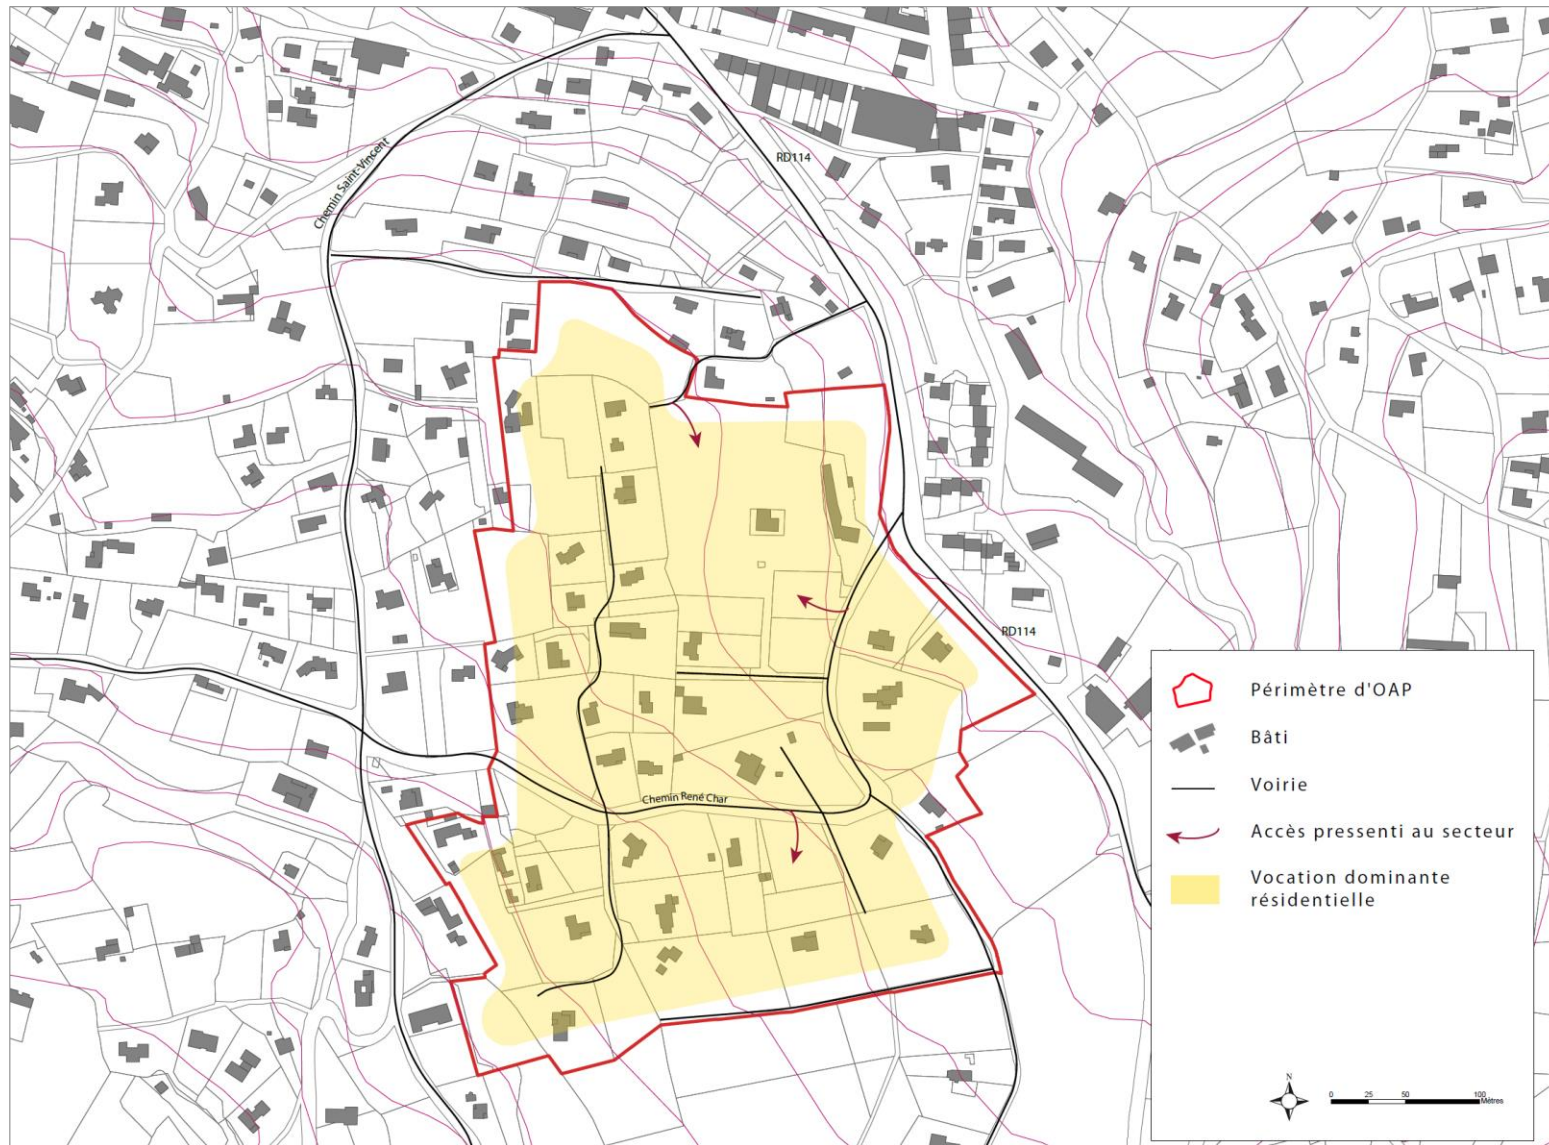 RD114
Chemin Saint-Vincent
RD114
Chemin René Char
Périmètre d'OAP
Bâti
Voirie
Accès pressenti au secteur
Vocation dominante
résidentielle
N
0 25 50 100
Mètres